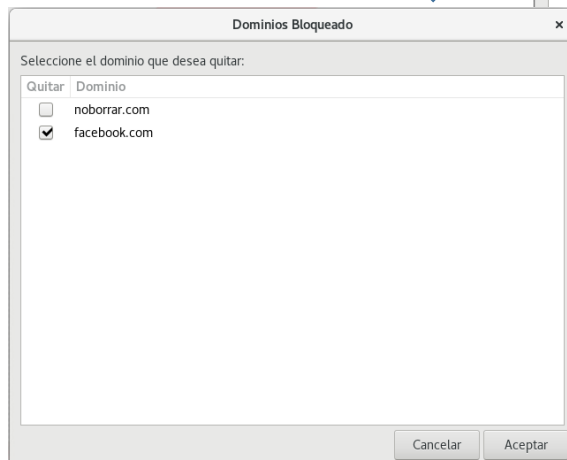 Dominios Bloqueado
Seleccione el dominio que desea quitar:
Quitar Dominio
noborrar.com
facebook.com
Cancelar Aceptar